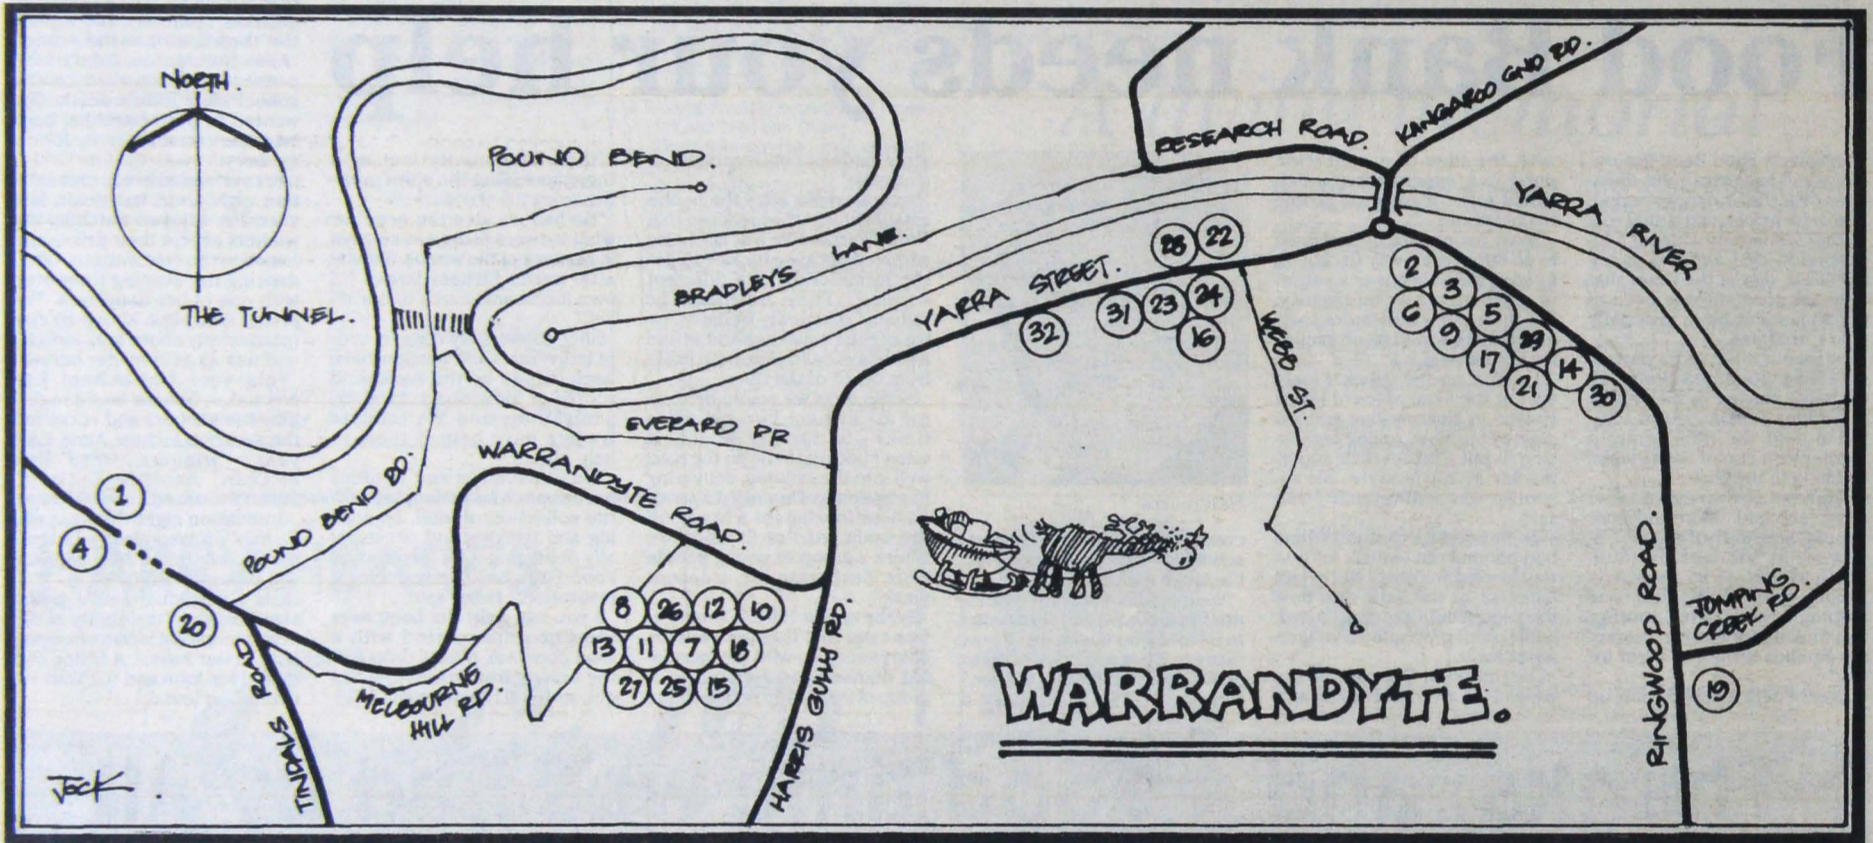 NORTH.
POUND BEND.
THE TUNNEL.
BRADLEYS LANE.
RESEARCH ROAD.
KANGAROO GND RD.
YARRA RIVER
YARRA STREET.
28 22
31 23 24
32 16
WEBB ST.
2 3 5 29 14 30
6 9 17 21
EVERARD DR
WARRANDYTE ROAD.
POUND BEND RD.
1
4
20
TINDALS ROAD
MELBOURNE
HILL RD.
8 26 12 10
13 11 7 18
27 25 15
HARRIS GULLY RD.
WARRANDYTE.
RINGWOOD ROAD.
JUMPING
CREEK RD.
19
JOCK